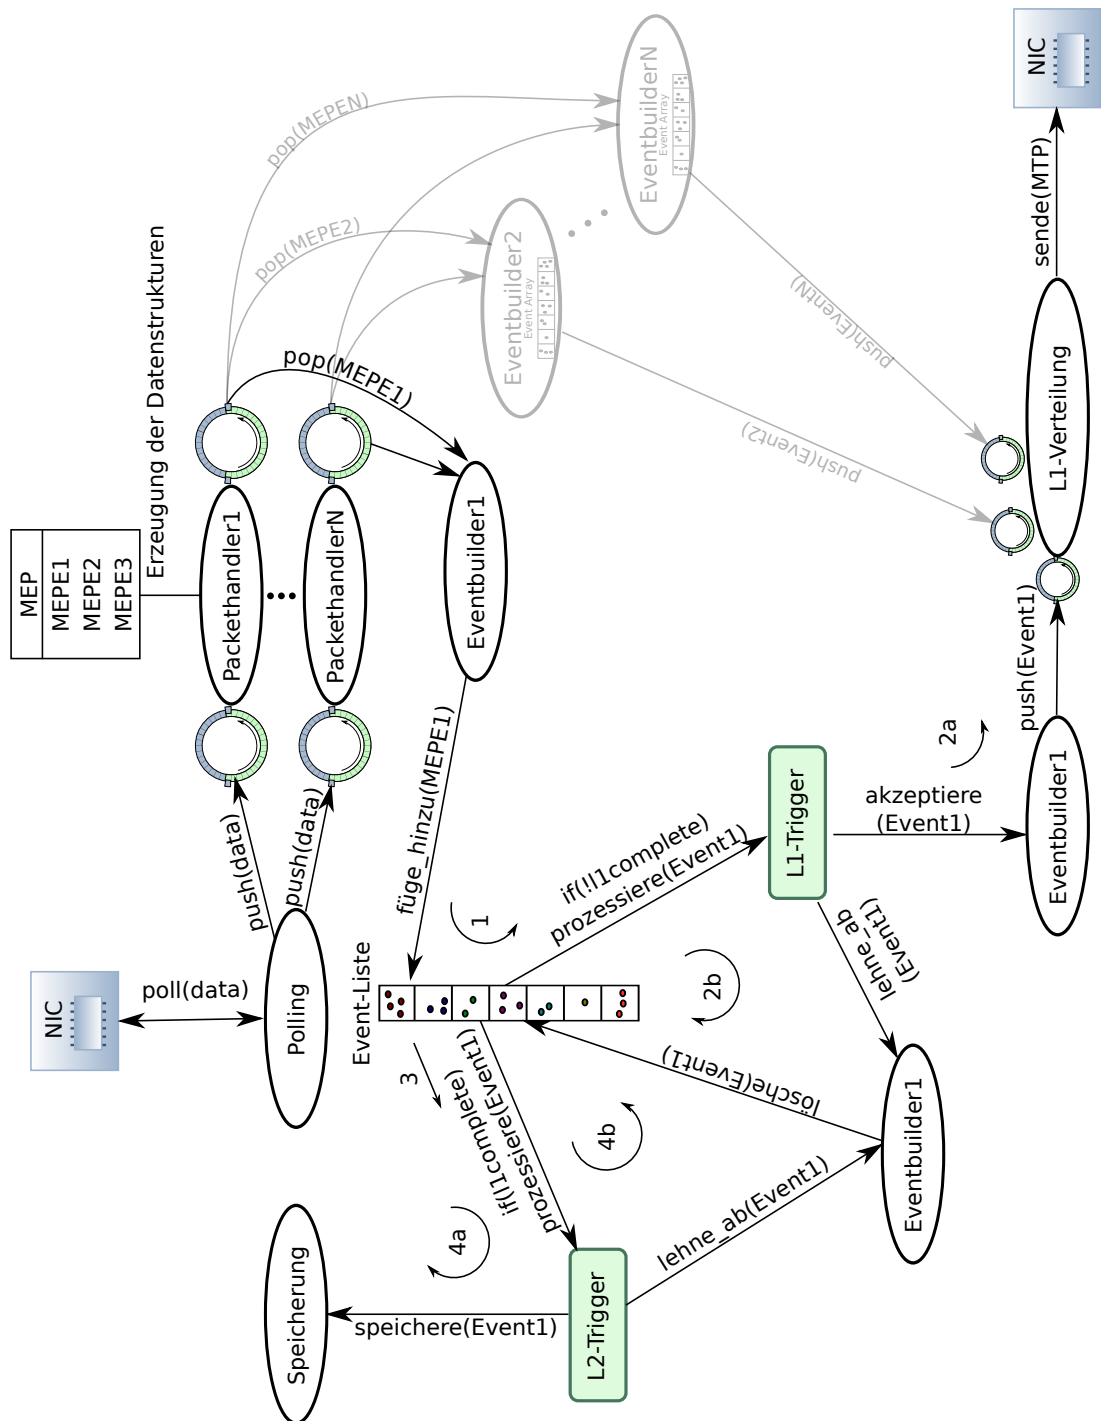 NIC
poll(data)
Polling
push(data)
push(data)
MEP
MEPE1
MEPE2
MEPE3
Erzeugung der Datenstrukturen
Packethandler1
PackethandlerN
pop(MEPE1)
pop(MEPE2)
pop(MEPEN)
Eventbuilder1
Eventbuilder2
Event Array
EventbuilderN
Event Array
füge_hinzu(MEPE1)
Event-Liste
1
if(!l1complete)
prozessiere(Event1)
L1-Trigger
akzeptiere
(Event1)
2a
Eventbuilder1
push(Event1)
push(Event2)
push(EventN)
L1-Verteilung
sende(MTP)
NIC
lehne_ab
(Event1)
2b
Eventbuilder1
lösche(Event1)
3
if(l1complete)
prozessiere(Event1)
L2-Trigger
4a
speichere(Event1)
Speicherung
4b
lehne_ab(Event1)